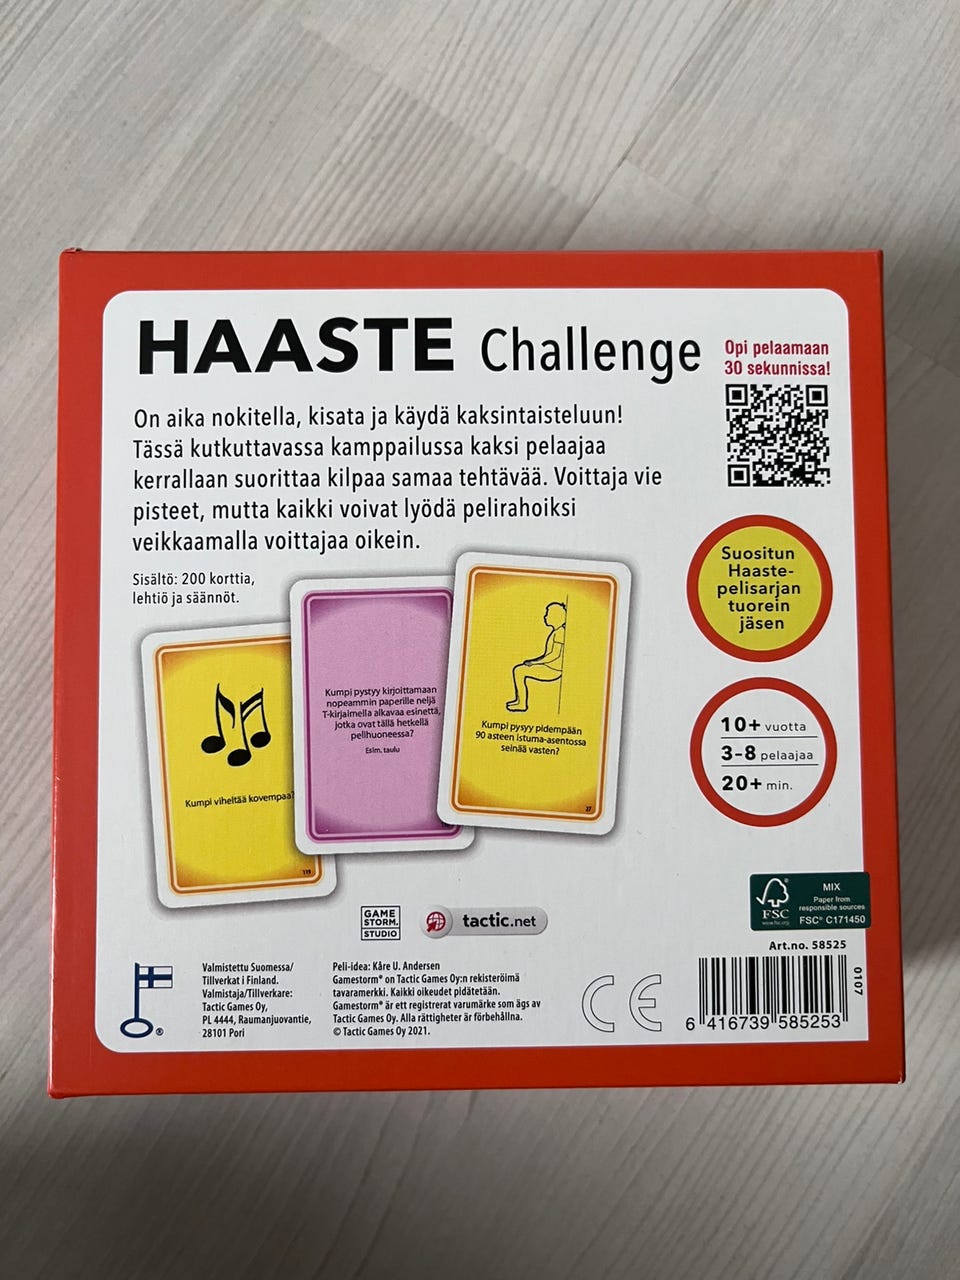 HAASTE Challenge
Opi pelaamaan
30 sekunnissa!
On aika nokitella, kisata ja käydä kaksintaisteluun!
Tässä kutkuttavassa kamppailussa kaksi pelaajaa
kerrallaan suorittaa kilpaa samaa tehtävää. Voittaja vie
pisteet, mutta kaikki voivat lyödä pelirahoiksi
veikkaamalla voittajaa oikein.
Sisältö: 200 korttia,
lehtiö ja säännöt.
Suositun
Haaste-
pelisarjan
tuorein
jäsen
10+ vuotta
3-8 pelaajaa
20+ min.
Kumpi viheltää kovempaa?
119
Kumpi pystyy kirjoittamaan
nopeammin paperille neljä
T-kirjaimella alkavaa esinettä,
jotka ovat tällä hetkellä
pelihuoneessa?
Esim. taulu
Kumpi pysyy pidempään
90 asteen istuma-asentossa
seinää vasten?
27
GAME
STORM.
STUDIO
tactic.net
FSC
www.fsc.org
MIX
Paper from
responsible sources
FSC® C171450
Art.no. 58525
®
Valmistettu Suomessa/
Tillverkat i Finland.
Valmistaja/Tillverkare:
Tactic Games Oy,
PL 4444, Raumanjuovantie,
28101 Pori
Peli-idea: Kåre U. Andersen
Gamestorm® on Tactic Games Oy:n rekisteröimä
tavaramerkki. Kaikki oikeudet pidätetään.
Gamestorm® är ett registrerat varumärke som ägs av
Tactic Games Oy. Alla rättigheter är förbehållna.
© Tactic Games Oy 2021.
CE
6 416739 585253
0107